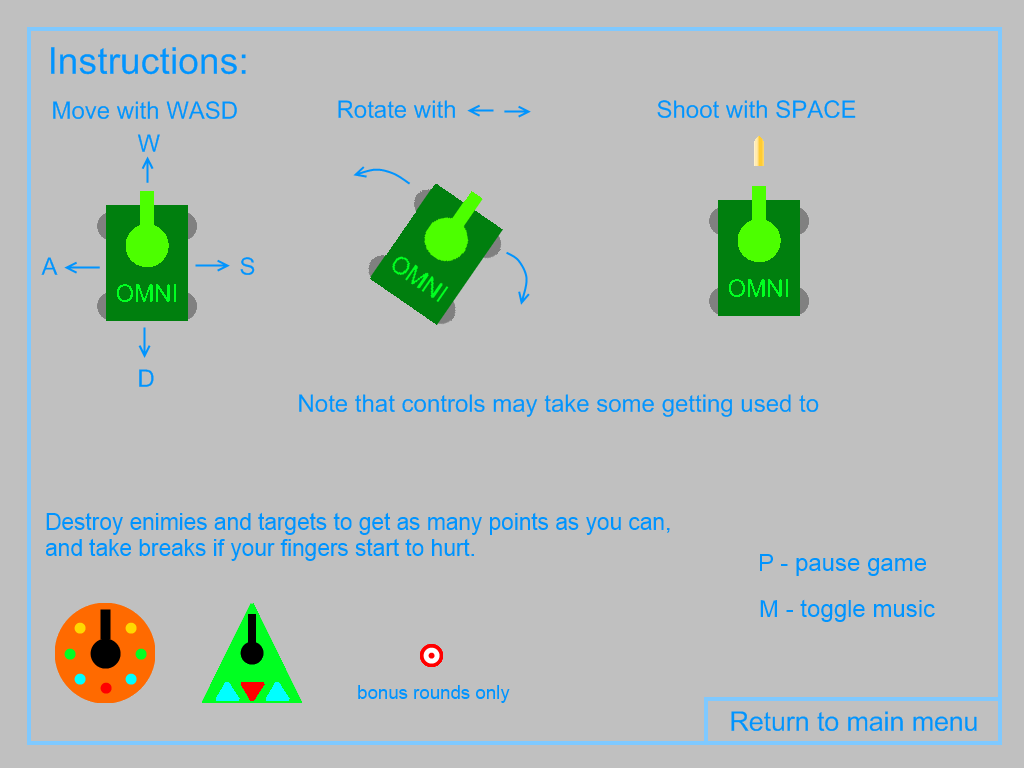 Instructions:
Move with WASD
Rotate with
Shoot with SPACE
W
A
S
D
OMNI
OMNI
OMNI
Note that controls may take some getting used to
Destroy enimies and targets to get as many points as you can,
and take breaks if your fingers start to hurt.
P - pause game
M - toggle music
bonus rounds only
Return to main menu